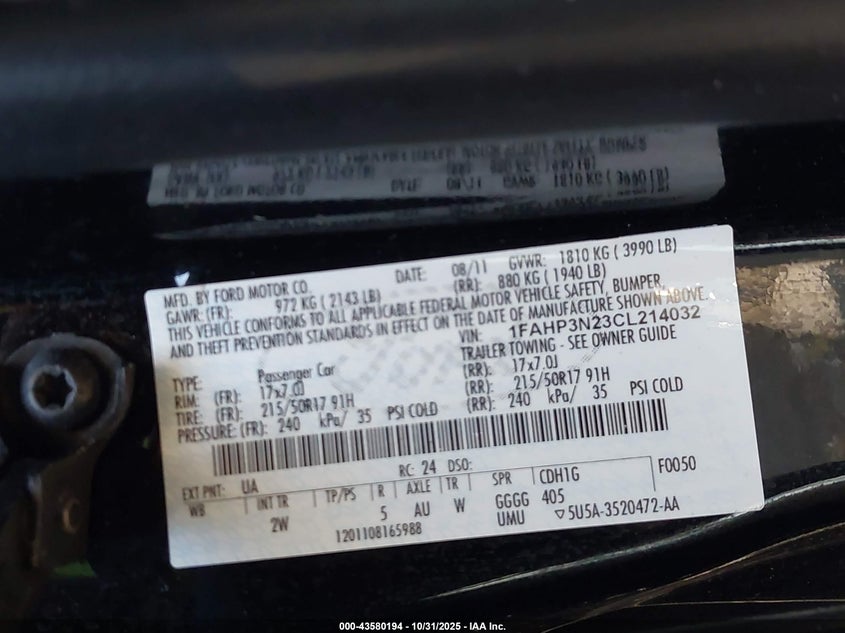 MFD. BY FORD MOTOR CO. DATE: 08/11 GVWR: 1810 KG ( 3990 LB)
GAWR: (FR): 972 KG ( 2143 LB) (RR): 880 KG ( 1940 LB)
THIS VEHICLE CONFORMS TO ALL APPLICABLE FEDERAL MOTOR VEHICLE SAFETY, BUMPER,
AND THEFT PREVENTION STANDARDS IN EFFECT ON THE DATE OF MANUFACTURE SHOWN ABOVE.
VIN: 1FAHP3N23CL214032
TYPE: Passenger Car TRAILER TOWING - SEE OWNER GUIDE
RIM: (FR): 17x7.0J (RR): 17x7.0J
TIRE: (FR): 215/50R17 91H (RR): 215/50R17 91H
PRESSURE: (FR): 240 kPa/ 35 PSI COLD (RR): 240 kPa/ 35 PSI COLD
EXT PNT: UA RC: 24 DSO: F0050
WB INT TR TP/PS R AXLE TR SPR CDH1G
2W 5 AU W GGGG 405
UMU ▽5U5A-3520472-AA
1201108165988
000-43580194 - 10/31/2025 - IAA Inc.